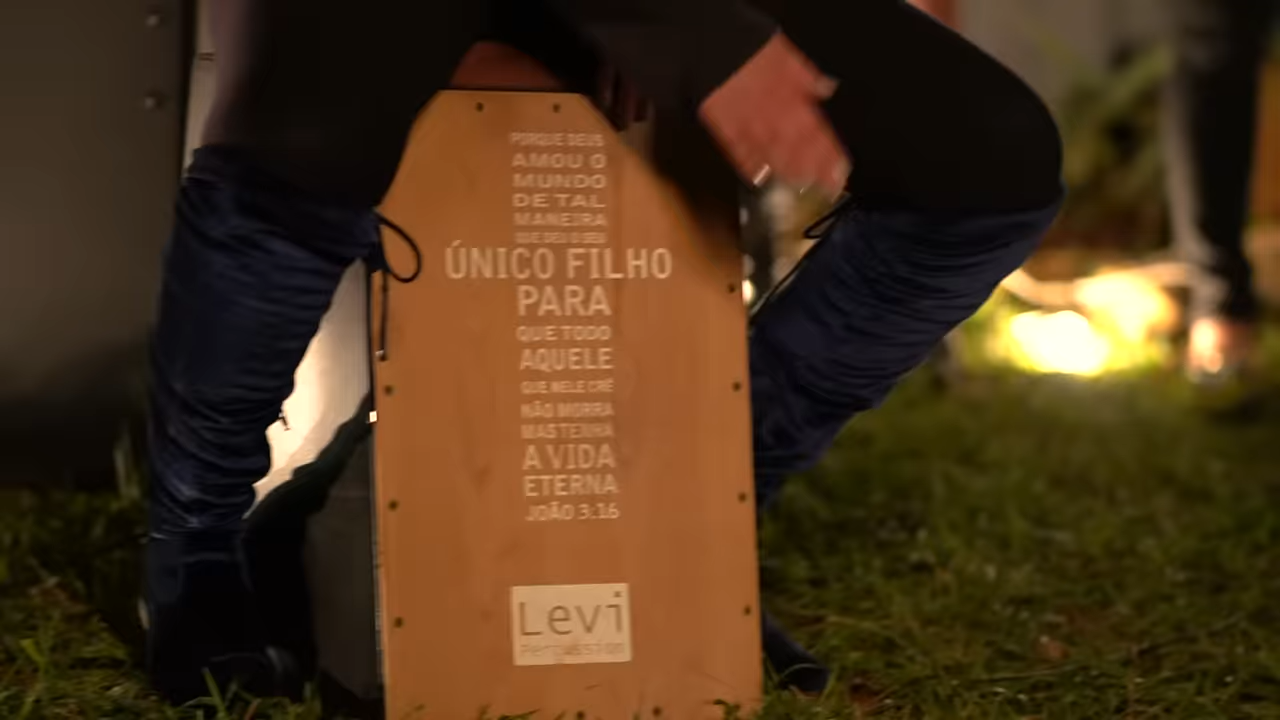 PORQUE DEUS
AMOU O
MUNDO
DE TAL
MANEIRA
QUE DEU O SEU
ÚNICO FILHO
PARA
QUE TODO
AQUELE
QUE NELE CRÊ
NÃO MORRA
MAS TENHA
A VIDA
ETERNA
JOÃO 3:16
Levi
Percussion